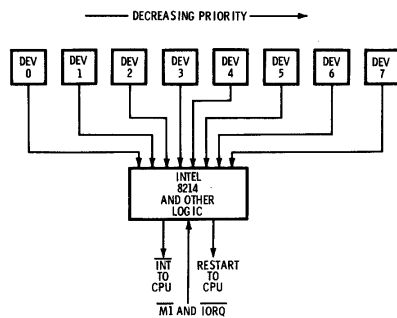 DECREASING PRIORITY
DEV 0
DEV 1
DEV 2
DEV 3
DEV 4
DEV 5
DEV 6
DEV 7
INTEL
8214
AND OTHER
LOGIC
INT
TO
CPU
RESTART
TO
CPU
M1 AND IORQ